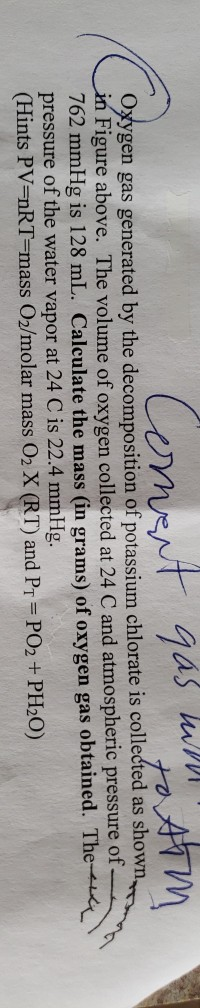 Convert gas
to Atm
Oxygen gas generated by the decomposition of potassium chlorate is collected as shown
in Figure above. The volume of oxygen collected at 24 C and atmospheric pressure of
762 mmHg is 128 mL. Calculate the mass (in grams) of oxygen gas obtained. The
pressure of the water vapor at 24 C is 22.4 mmHg.
(Hints PV=nRT=mass O₂/molar mass O₂ X (RT) and PT = PO₂ + PH₂O)